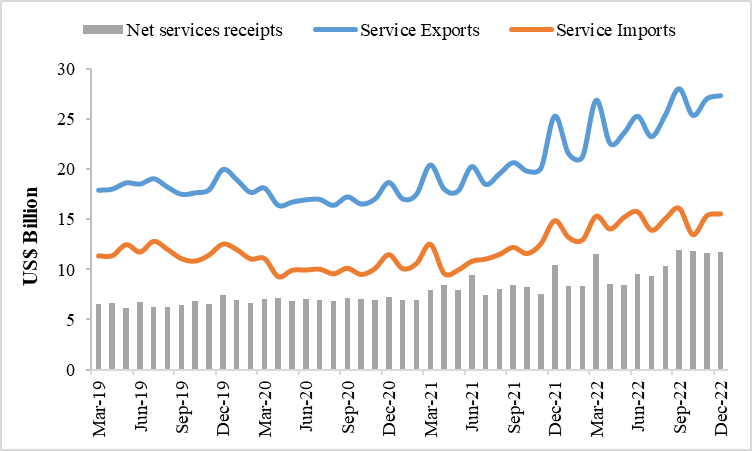 Net services receipts Service Exports Service Imports
US$ Billion
30
25
20
15
10
5
0
Mar-19 Jun-19 Sep-19 Dec-19 Mar-20 Jun-20 Sep-20 Dec-20 Mar-21 Jun-21 Sep-21 Dec-21 Mar-22 Jun-22 Sep-22 Dec-22